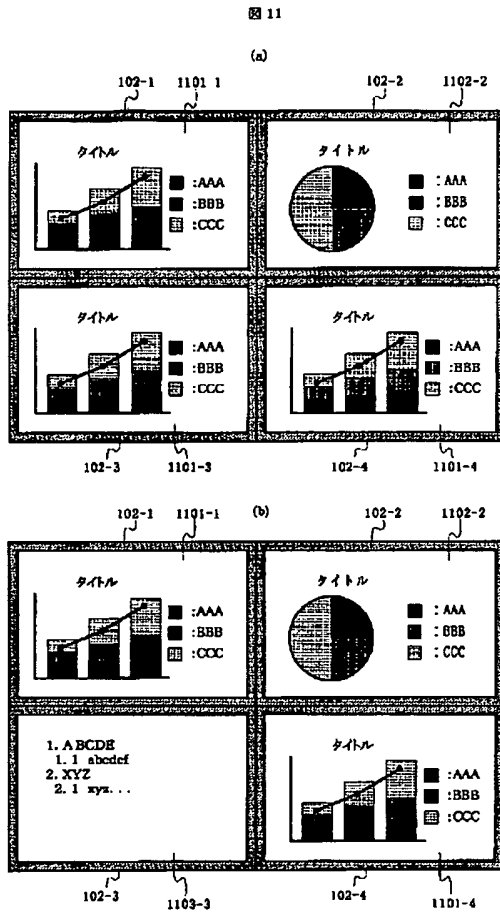 図 11
(a)
102-1 1101 1 102-2 1102-2
タイトル
:AAA
:BBB
:CCC
タイトル
: AAA
: BBB
: CCC
タイトル
:AAA
:BBB
:CCC
タイトル
:AAA
:BBB
:CCC
102-3 1101-3 102-4 1101-4
102-1 1101-1 (b) 102-2 1102-2
タイトル
:AAA
:BBB
:CCC
タイトル
: AAA
: BBB
: CCC
1. ABCDE
1. 1 abcdef
2. XYZ
2. 1 xyz...
タイトル
:AAA
:BBB
:CCC
102-3 1103-3 102-4 1101-4